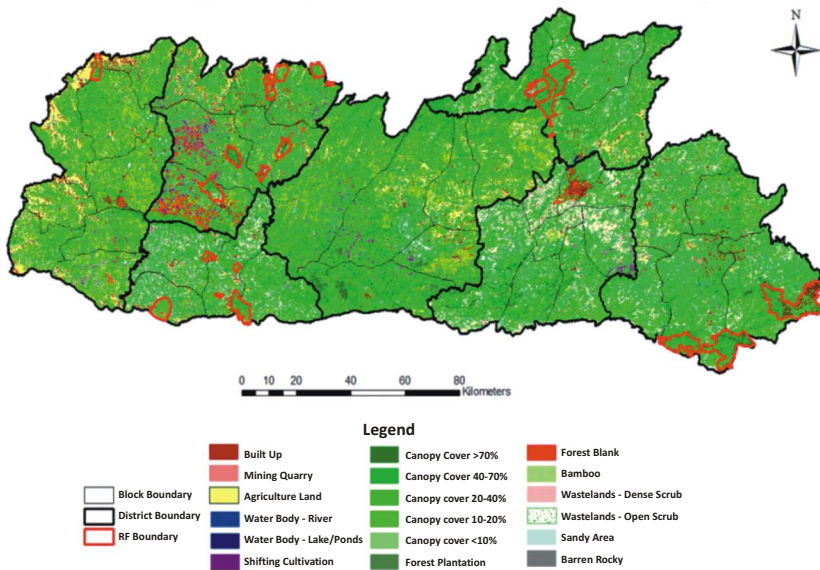 N
0 10 20 40 60 80
Kilometers
Legend
Block Boundary
District Boundary
RF Boundary
Built Up
Mining Quarry
Agriculture Land
Water Body - River
Water Body - Lake/Ponds
Shifting Cultivation
Canopy Cover >70%
Canopy Cover 40-70%
Canopy cover 20-40%
Canopy cover 10-20%
Canopy cover <10%
Forest Plantation
Forest Blank
Bamboo
Wastelands - Dense Scrub
Wastelands - Open Scrub
Sandy Area
Barren Rocky